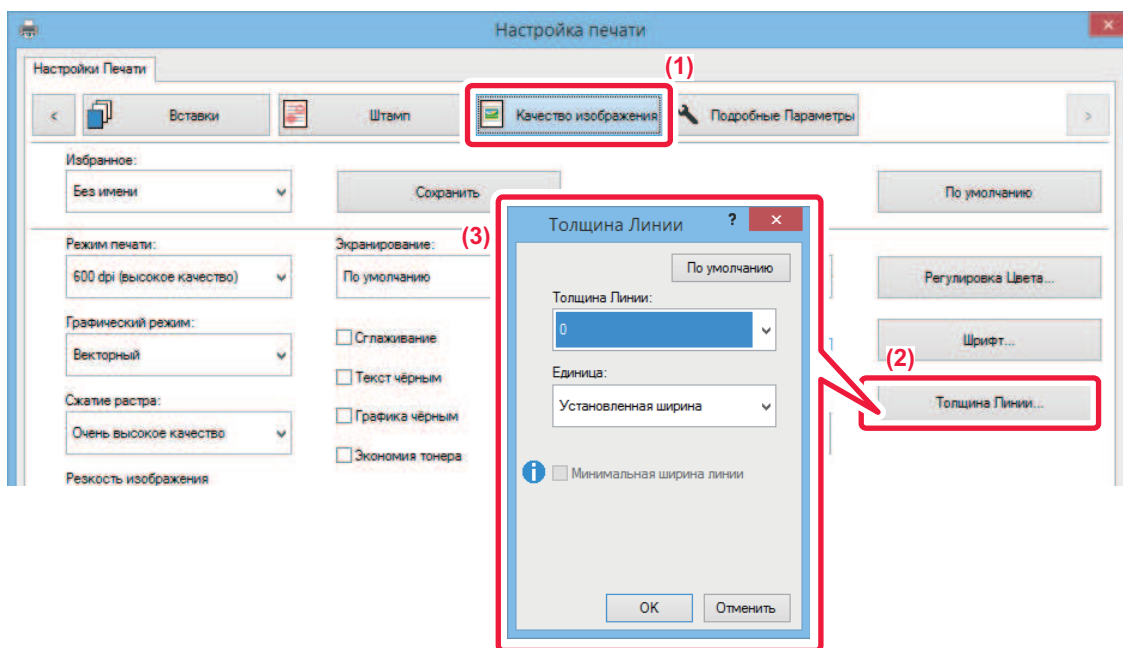 Настройка печати
Настройки Печати
(1)
<
Вставки
Штамп
Качество изображения
Подробные Параметры
>
Избранное:
Без имени
Сохранить
По умолчанию
Режим печати:
600 dpi (высокое качество)
Экранирование:
По умолчанию
Регулировка Цвета...
Графический режим:
Векторный
Сглаживание
Шрифт...
Текст чёрным
(2)
Сжатие растра:
Очень высокое качество
Графика чёрным
Толщина Линии...
Экономия тонера
Резкость изображения
(3)
Толщина Линии
?
По умолчанию
Толщина Линии:
0
Единица:
Установленная ширина
Минимальная ширина линии
OK
Отменить